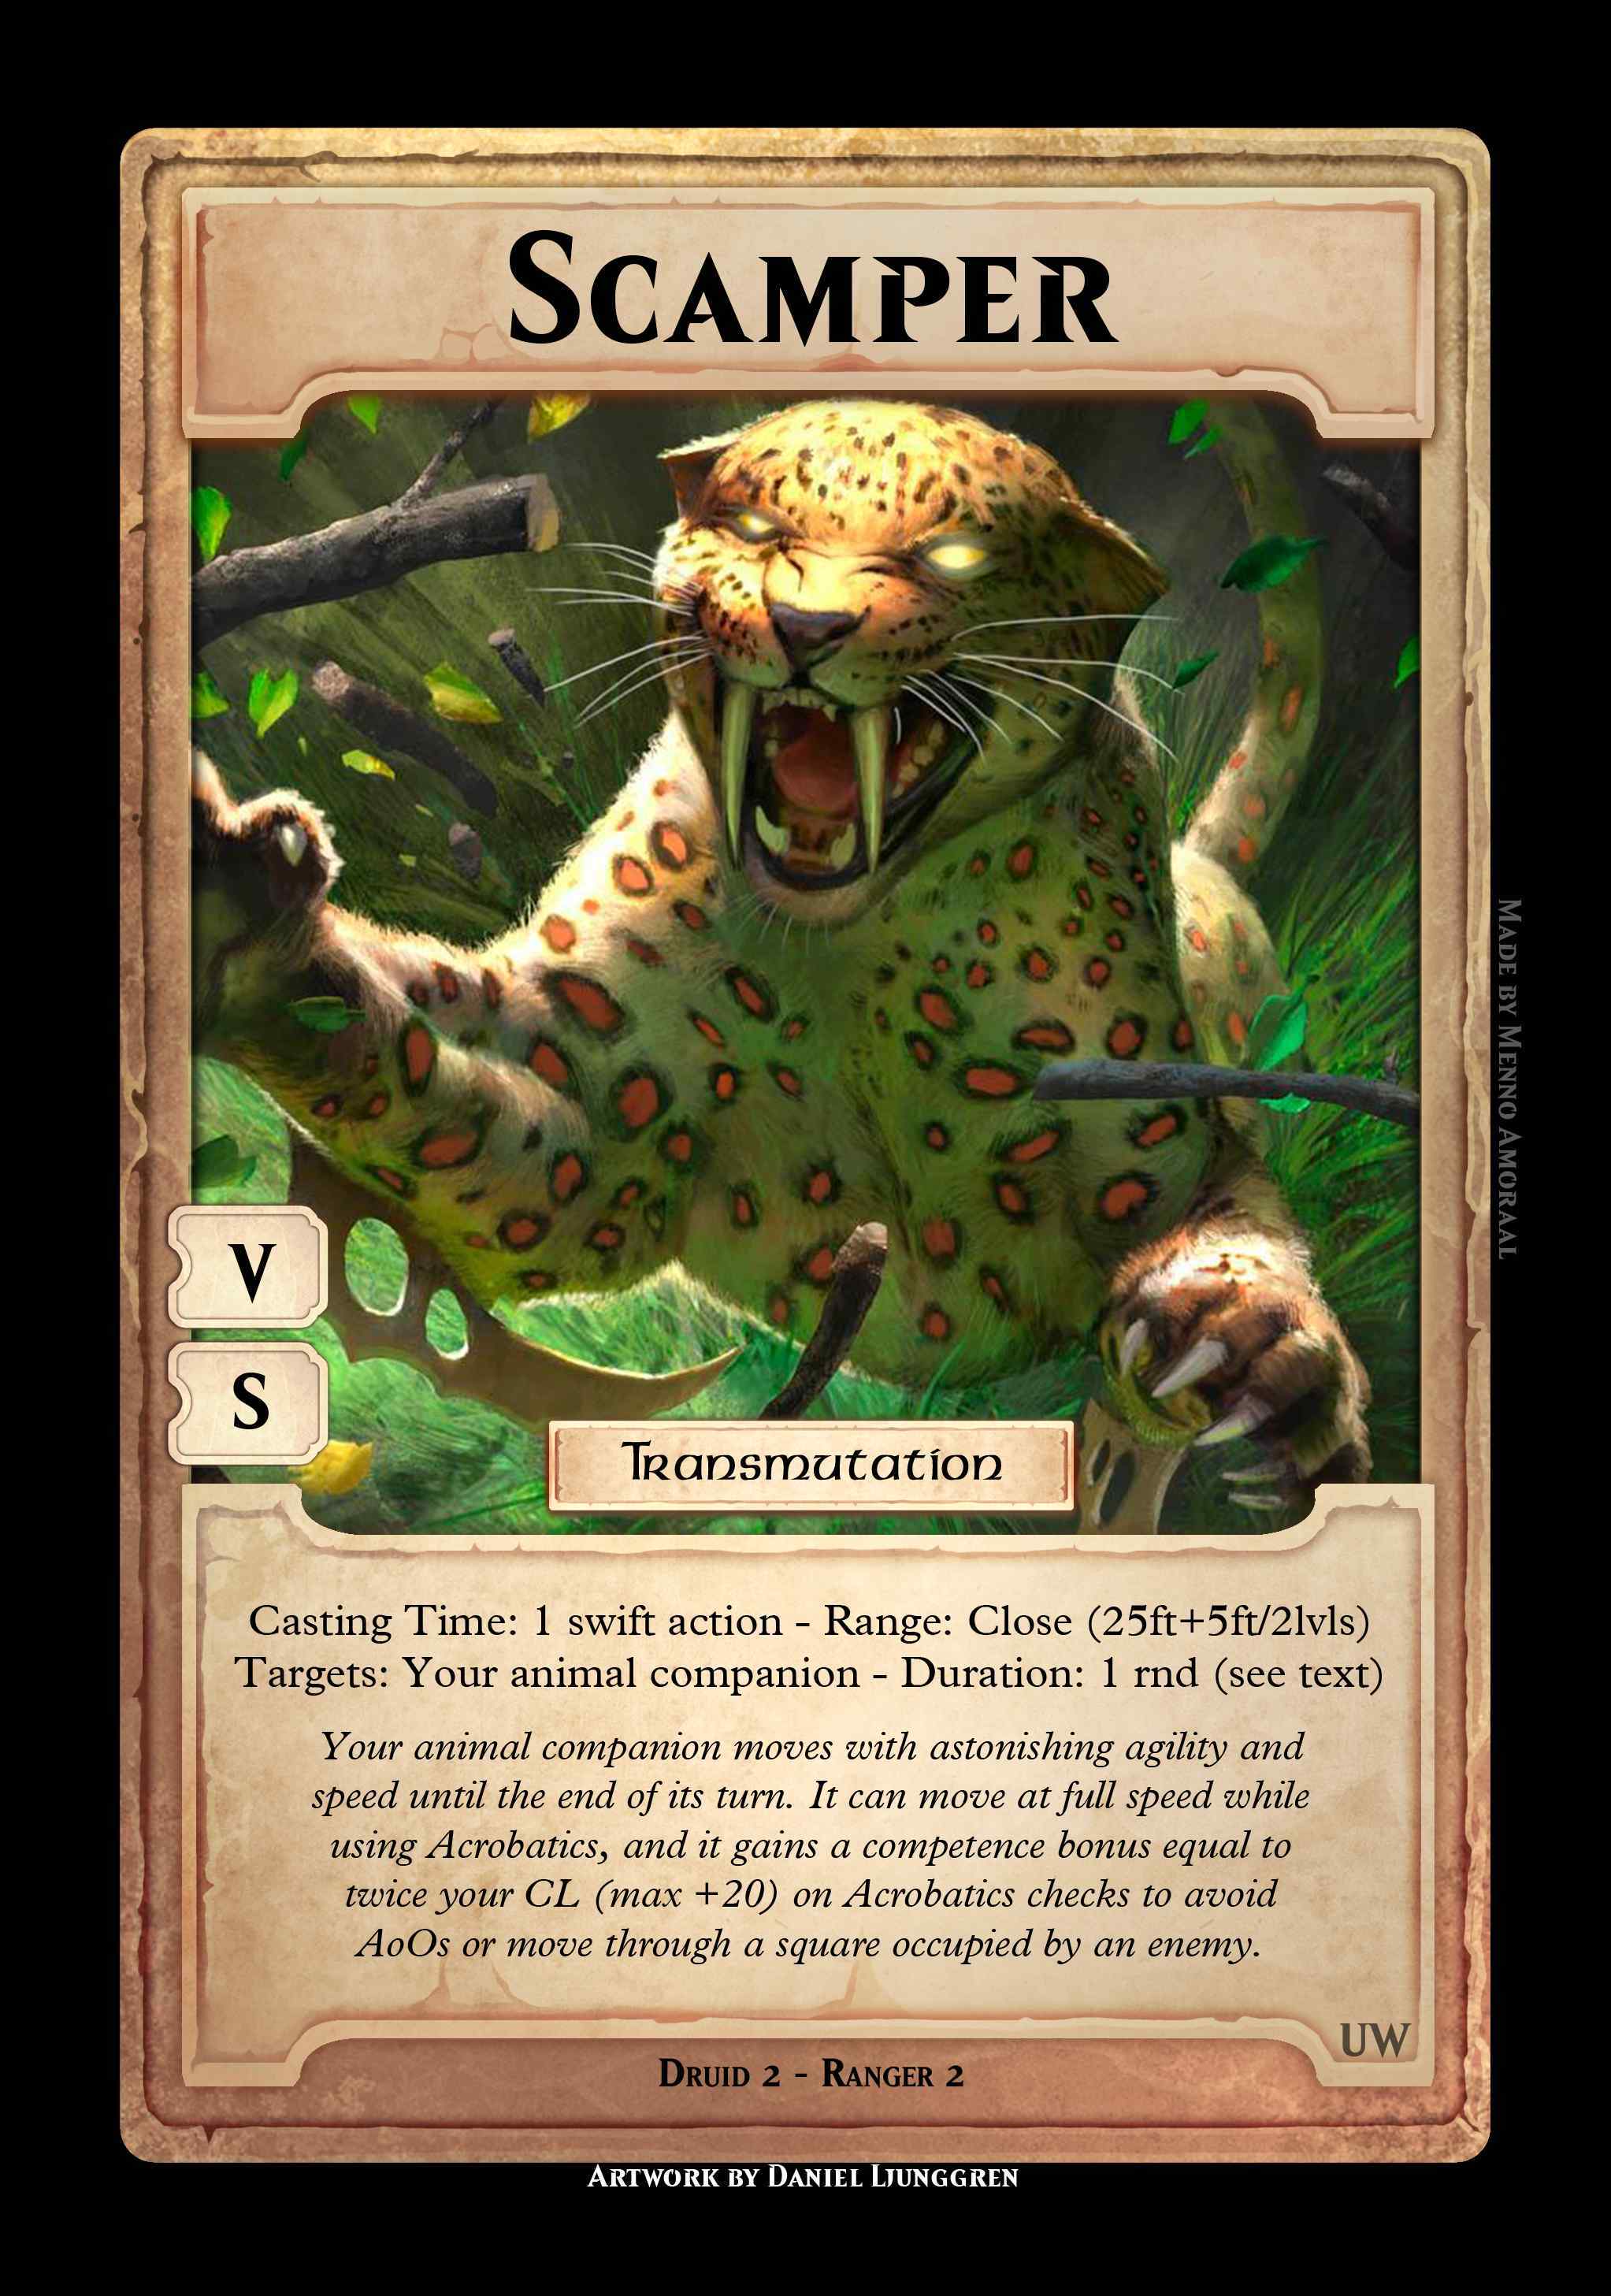 Scamper
V
S
Transmutation
Casting Time: 1 swift action - Range: Close (25ft+5ft/2lvls)
Targets: Your animal companion - Duration: 1 rnd (see text)
Your animal companion moves with astonishing agility and
speed until the end of its turn. It can move at full speed while
using Acrobatics, and it gains a competence bonus equal to
twice your CL (max +20) on Acrobatics checks to avoid
AoOs or move through a square occupied by an enemy.
UW
Druid 2 - Ranger 2
Artwork by Daniel Ljunggren
Made by Menno Amoraal